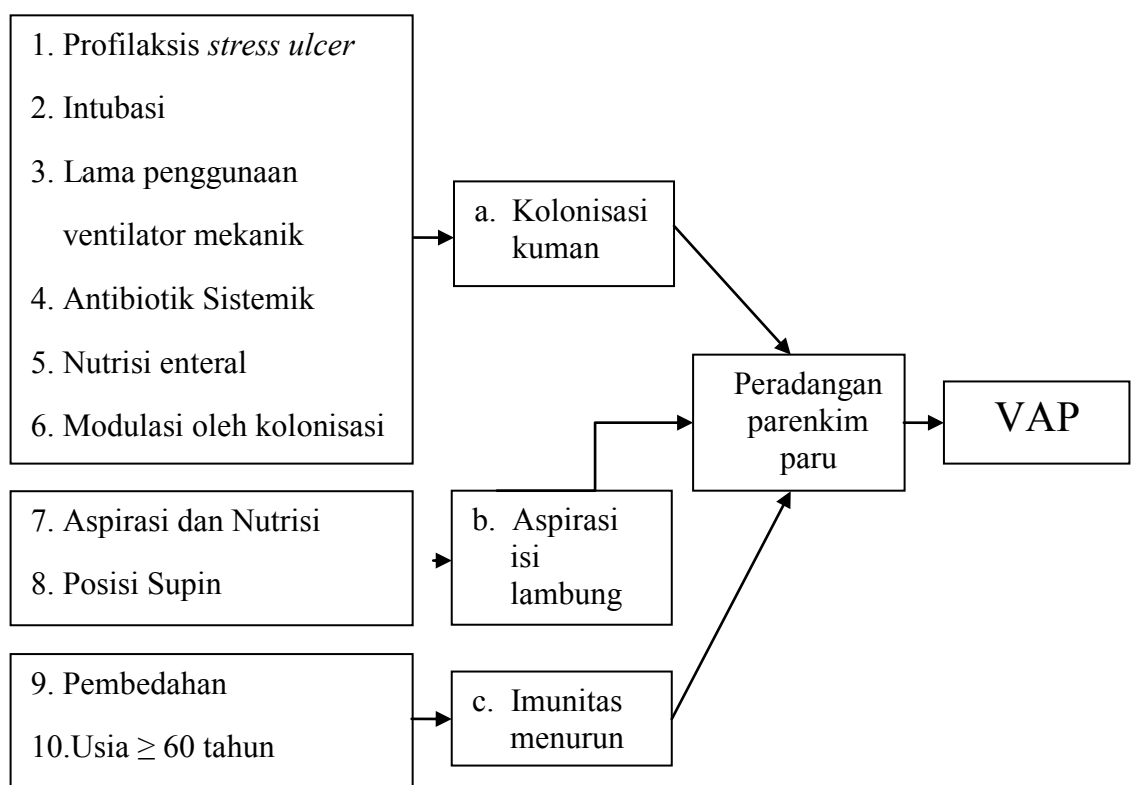 1. Profilaksis stress ulcer
2. Intubasi
3. Lama penggunaan
ventilator mekanik
4. Antibiotik Sistemik
5. Nutrisi enteral
6. Modulasi oleh kolonisasi
a. Kolonisasi
kuman
7. Aspirasi dan Nutrisi
8. Posisi Supin
b. Aspirasi
isi
lambung
9. Pembedahan
10.Usia ≥ 60 tahun
c. Imunitas
menurun
Peradangan
parenkim
paru
VAP